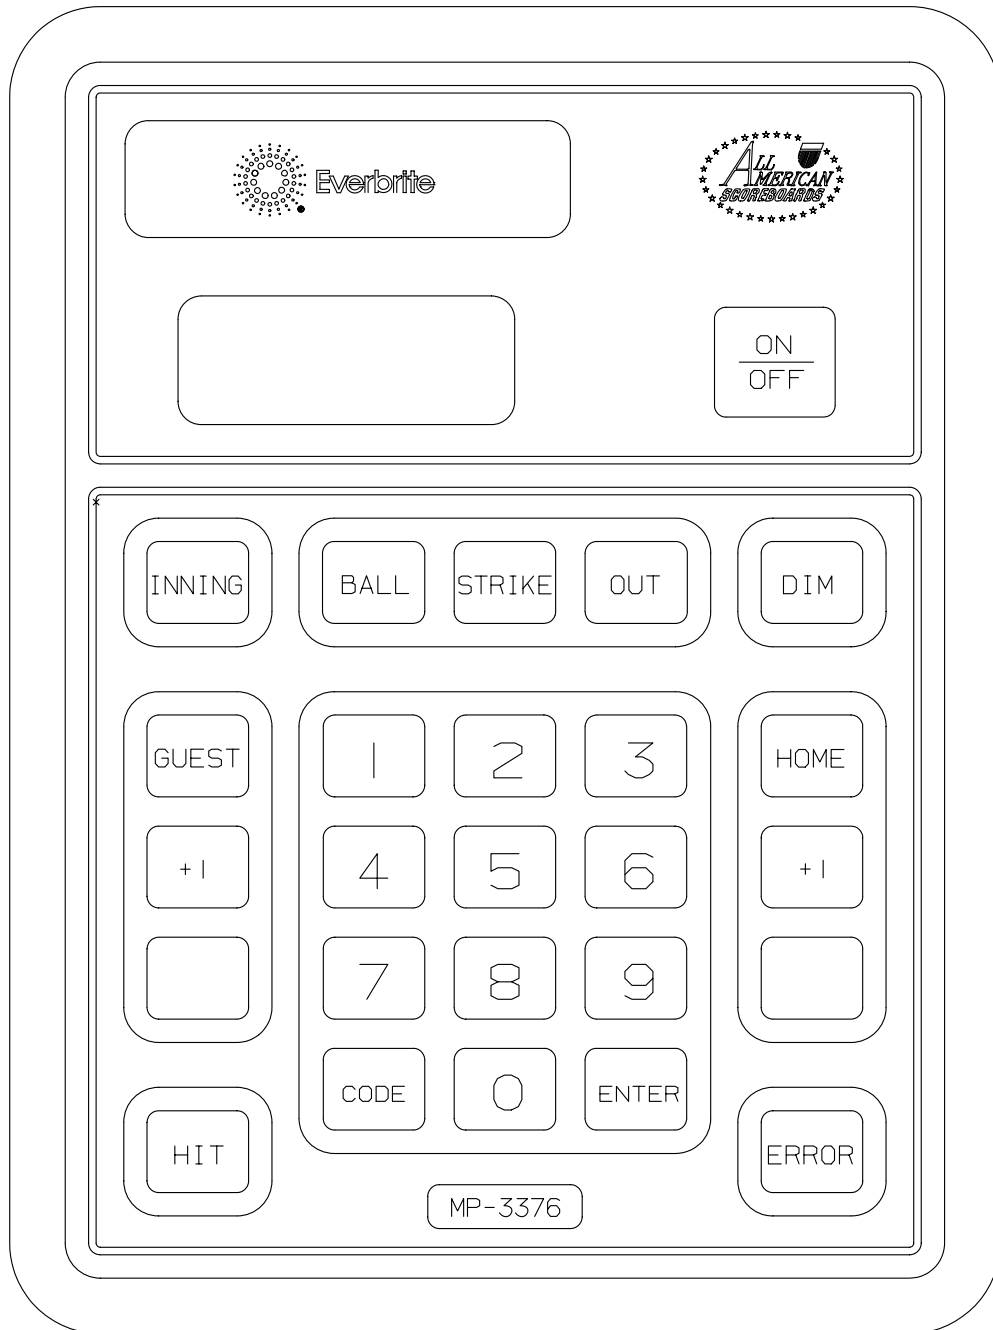 Everbrite
ALL
AMERICAN
SCOREBOARDS
ON
OFF
INNING BALL STRIKE OUT DIM
GUEST 1 2 3 HOME
+1 4 5 6 +1
7 8 9
CODE 0 ENTER
HIT ERROR
MP-3376